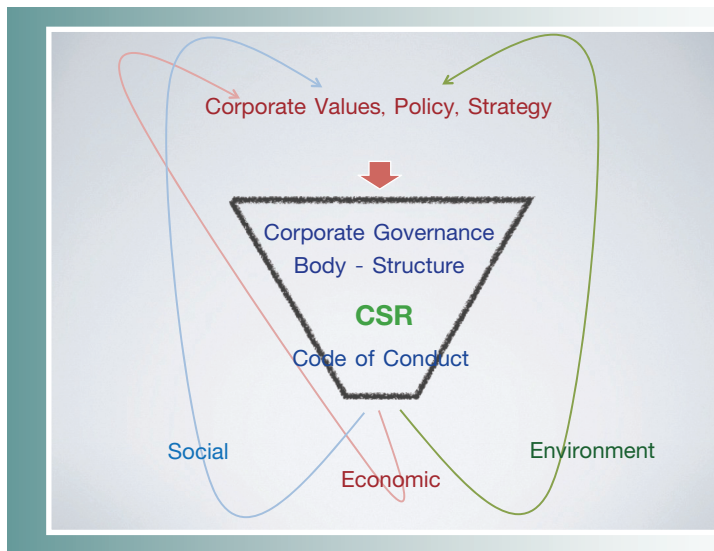 Corporate Values, Policy, Strategy
Corporate Governance
Body - Structure
CSR
Code of Conduct
Social
Economic
Environment